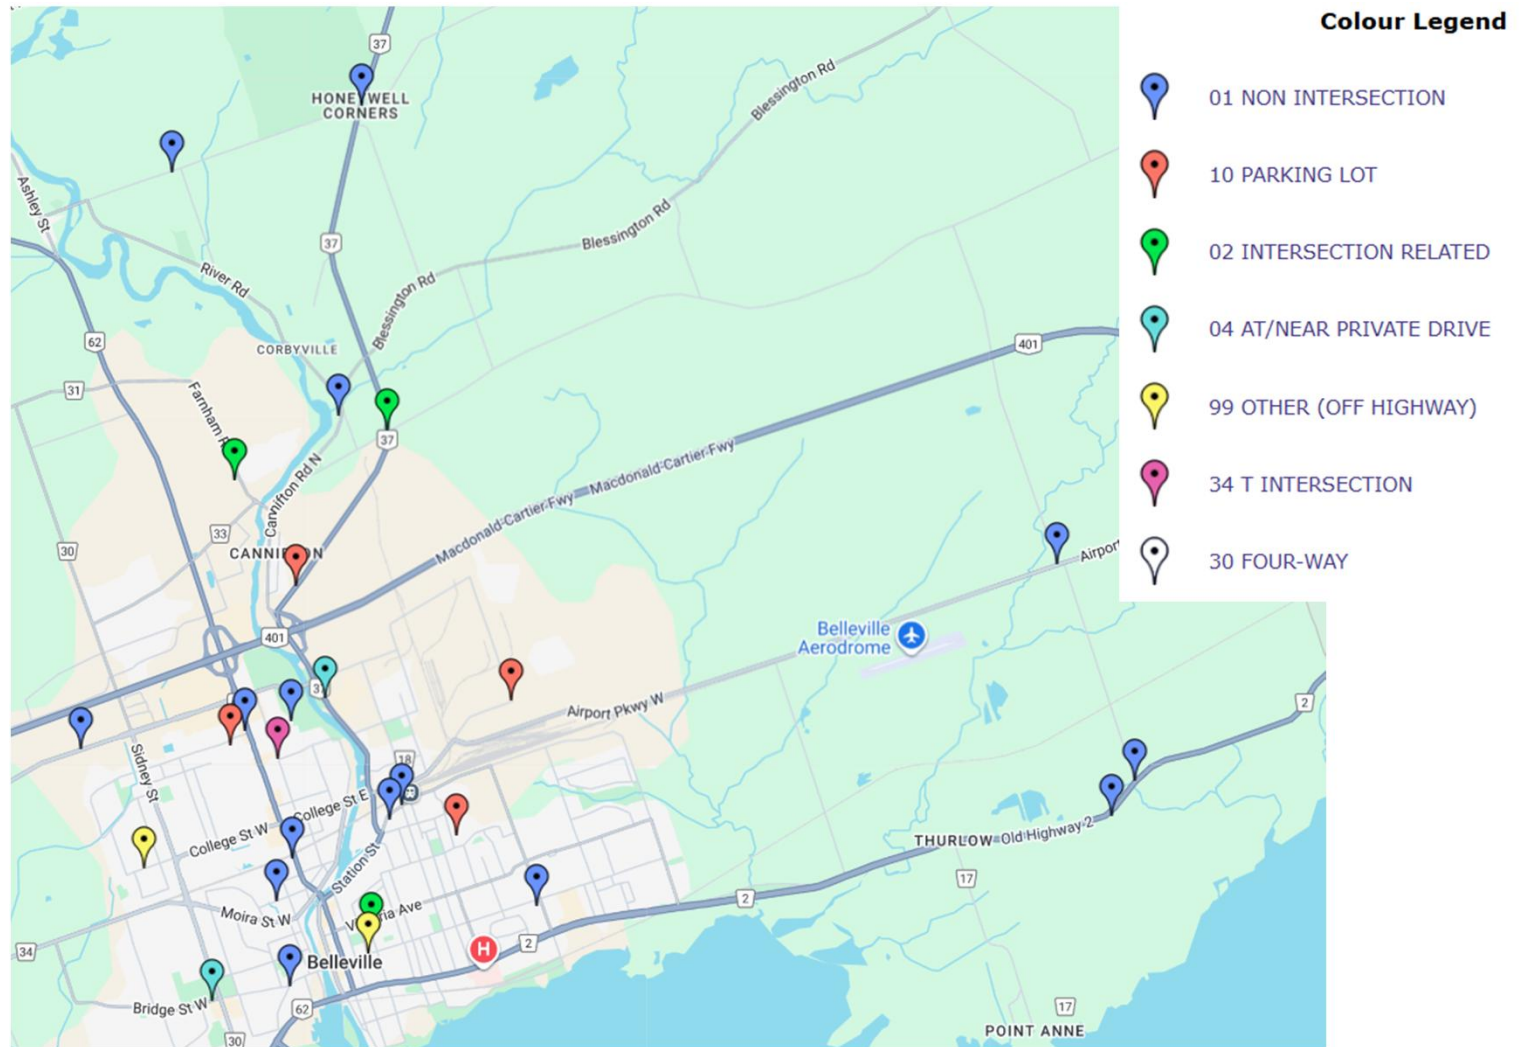 Colour Legend
01 NON INTERSECTION
10 PARKING LOT
02 INTERSECTION RELATED
04 AT/NEAR PRIVATE DRIVE
99 OTHER (OFF HIGHWAY)
34 T INTERSECTION
30 FOUR-WAY
37
HONEYWELL
CORNERS
Blessington Rd
Ashley St
Blessington Rd
37
River Rd
Blessington Rd
62
CORBYVILLE
401
31
Farnham
37
Cannifton Rd N
Macdonald-Cartier Fwy
Macdonald-Cartier Fwy
33
30
CANNIFTON
Airport
401
Belleville
Aerodrome
Airport Pkwy W
2
Sidney St
18
College St E
College St W
THURLOW
Old Highway 2
Station St
17
2
Moira St W
Victoria Ave
H
2
34
Belleville
Bridge St W
62
17
POINT ANNE
30